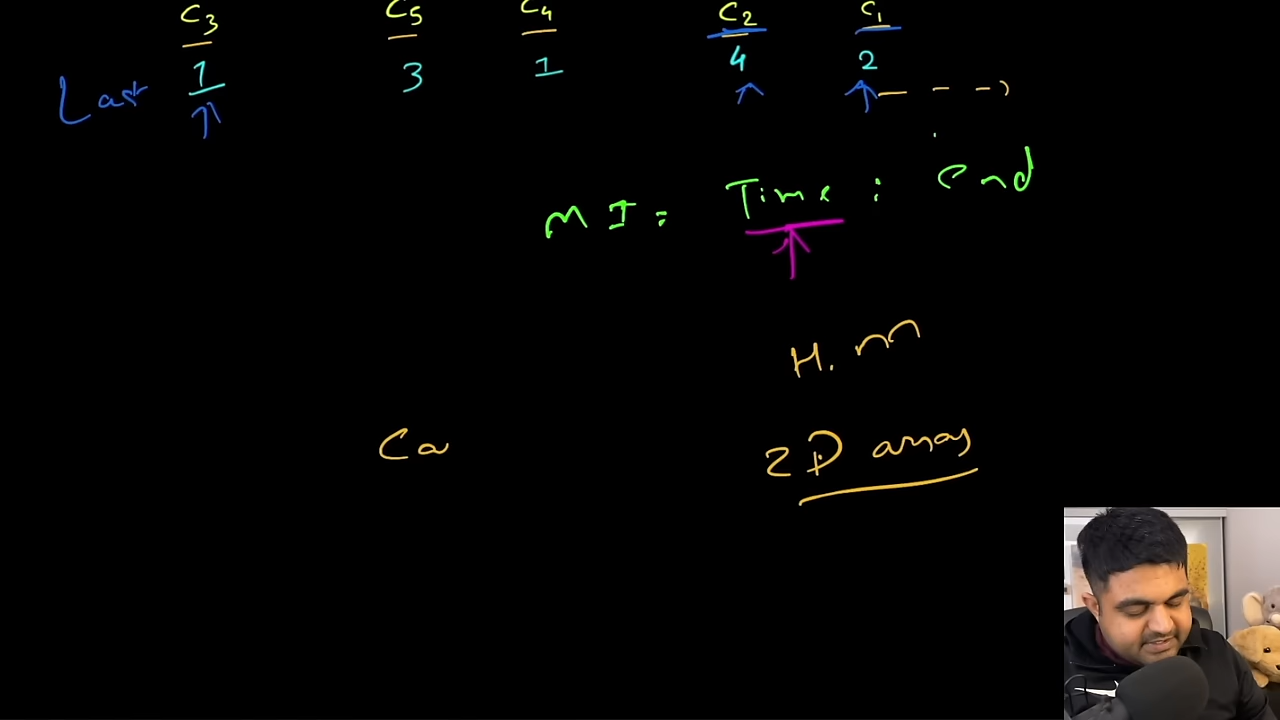 C3 C5 C4 C2 C1
Last 1 3 1 4 2
MI: Time : End
H.M
Ca 2D array